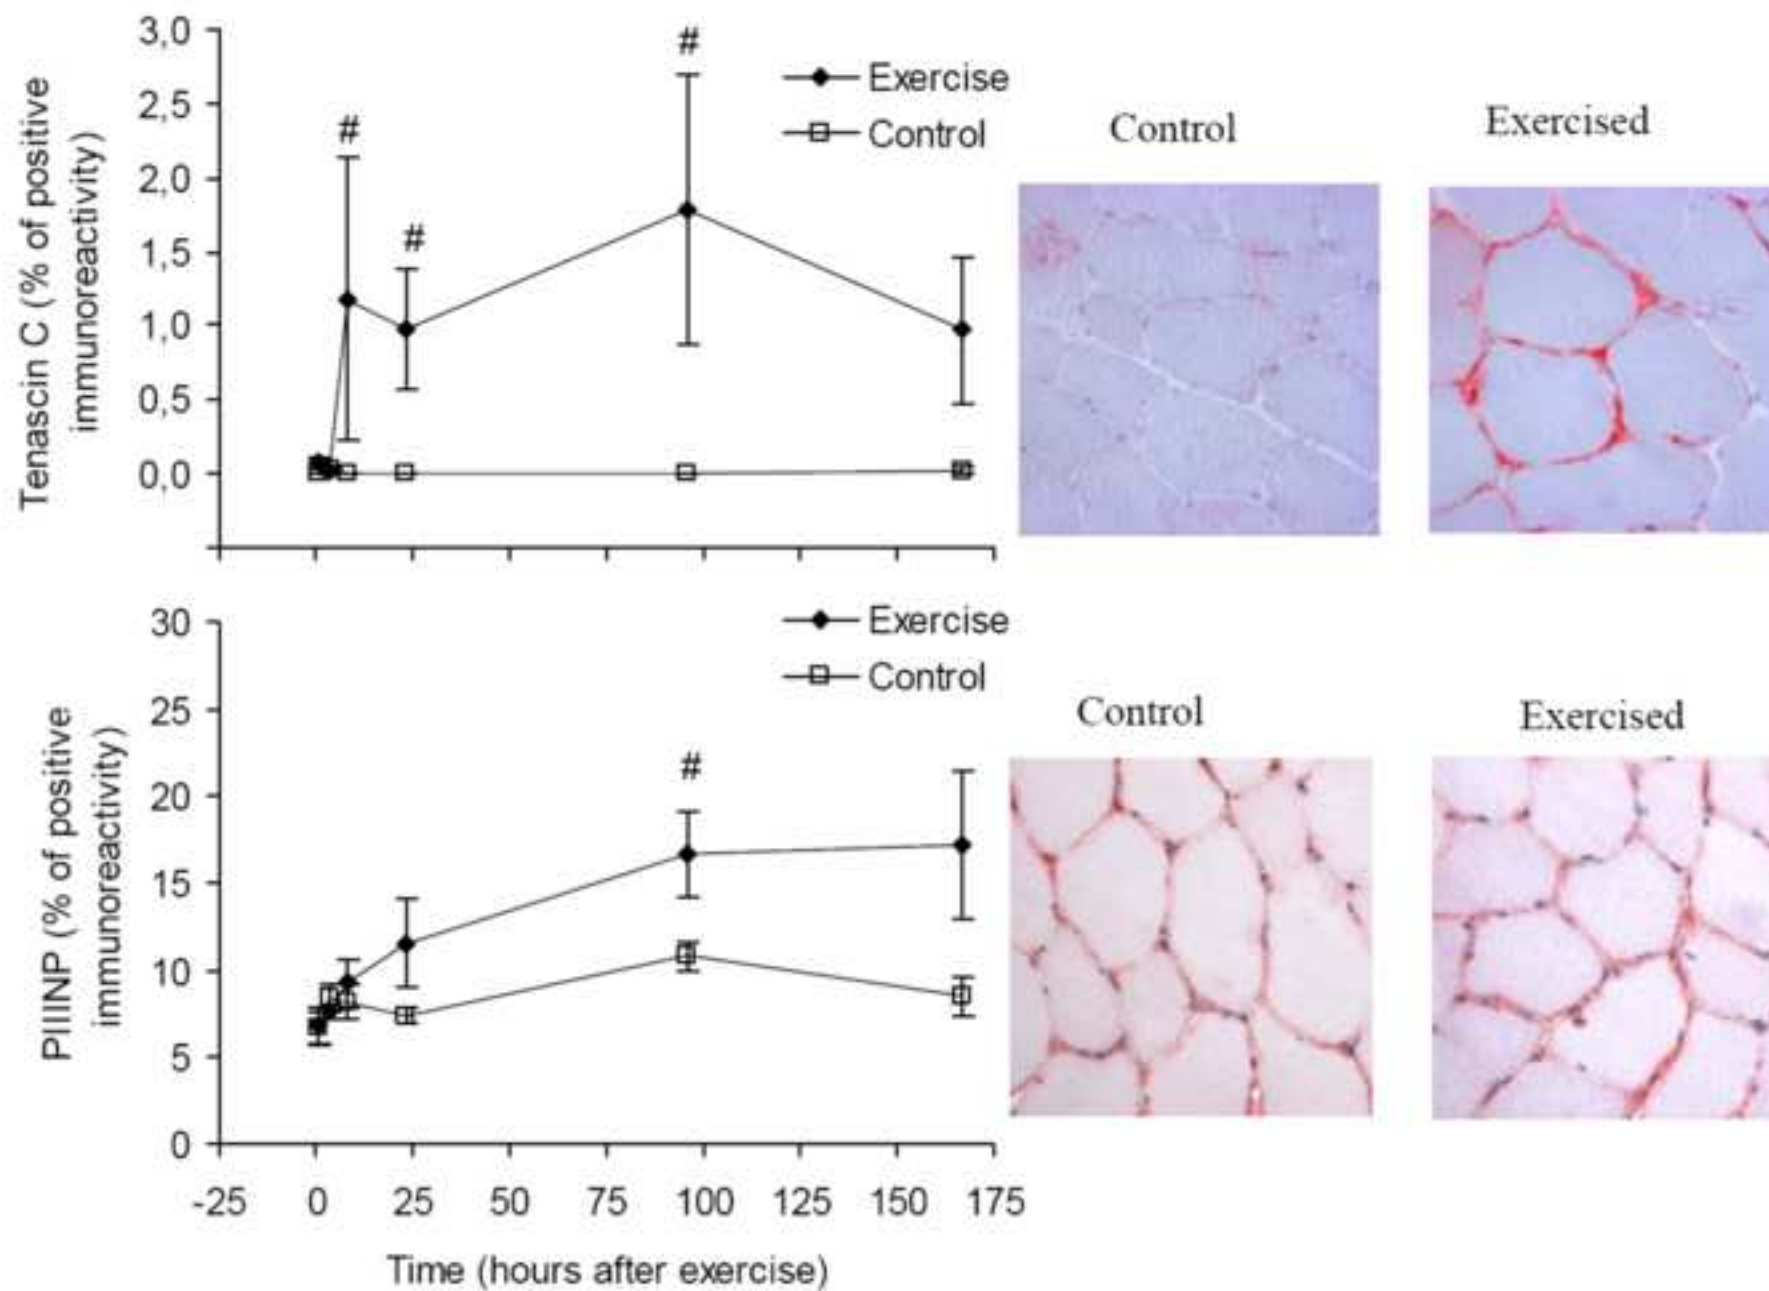 Tenascin C (% of positive
immunoreactivity)
3,0
2,5
2,0
1,5
1,0
0,5
0,0
#
#
#
Exercise
Control
Control
Exercised
PIIINP (% of positive
immunoreactivity)
30
25
20
15
10
5
0
#
Exercise
Control
Control
Exercised
-25 0 25 50 75 100 125 150 175
Time (hours after exercise)